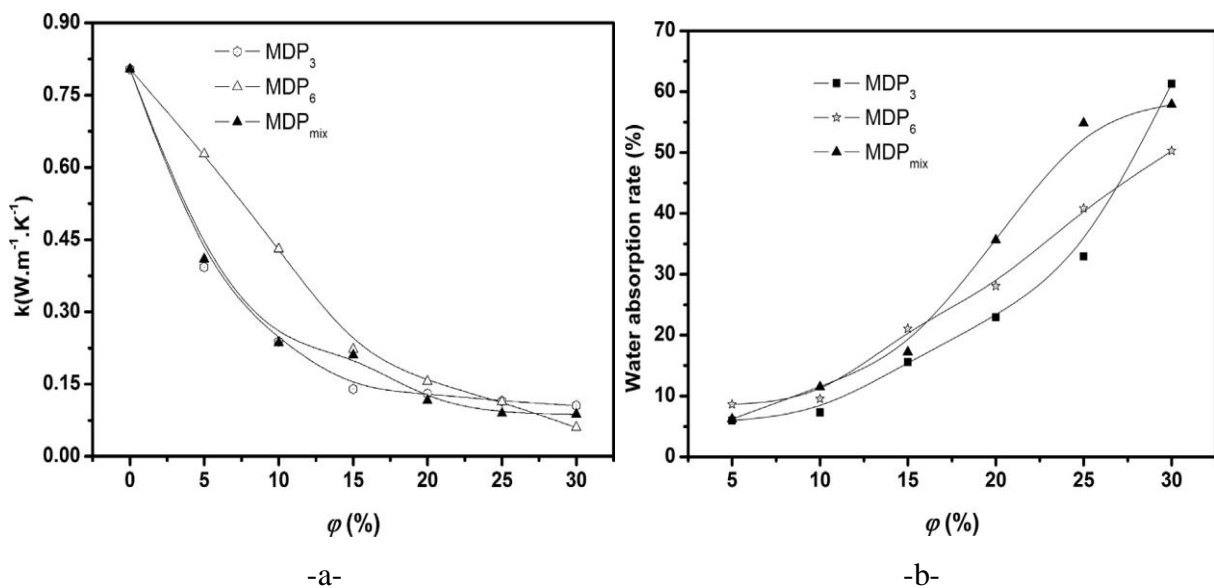 0.90
0.75
0.60
0.45
0.30
0.15
0.00
k(W.m⁻¹.K⁻¹)
MDP₃
MDP₆
MDPₘᵢₓ
0 5 10 15 20 25 30
φ (%)
-a-
70
60
50
40
30
20
10
0
Water absorption rate (%)
MDP₃
MDP₆
MDPₘᵢₓ
5 10 15 20 25 30
φ (%)
-b-